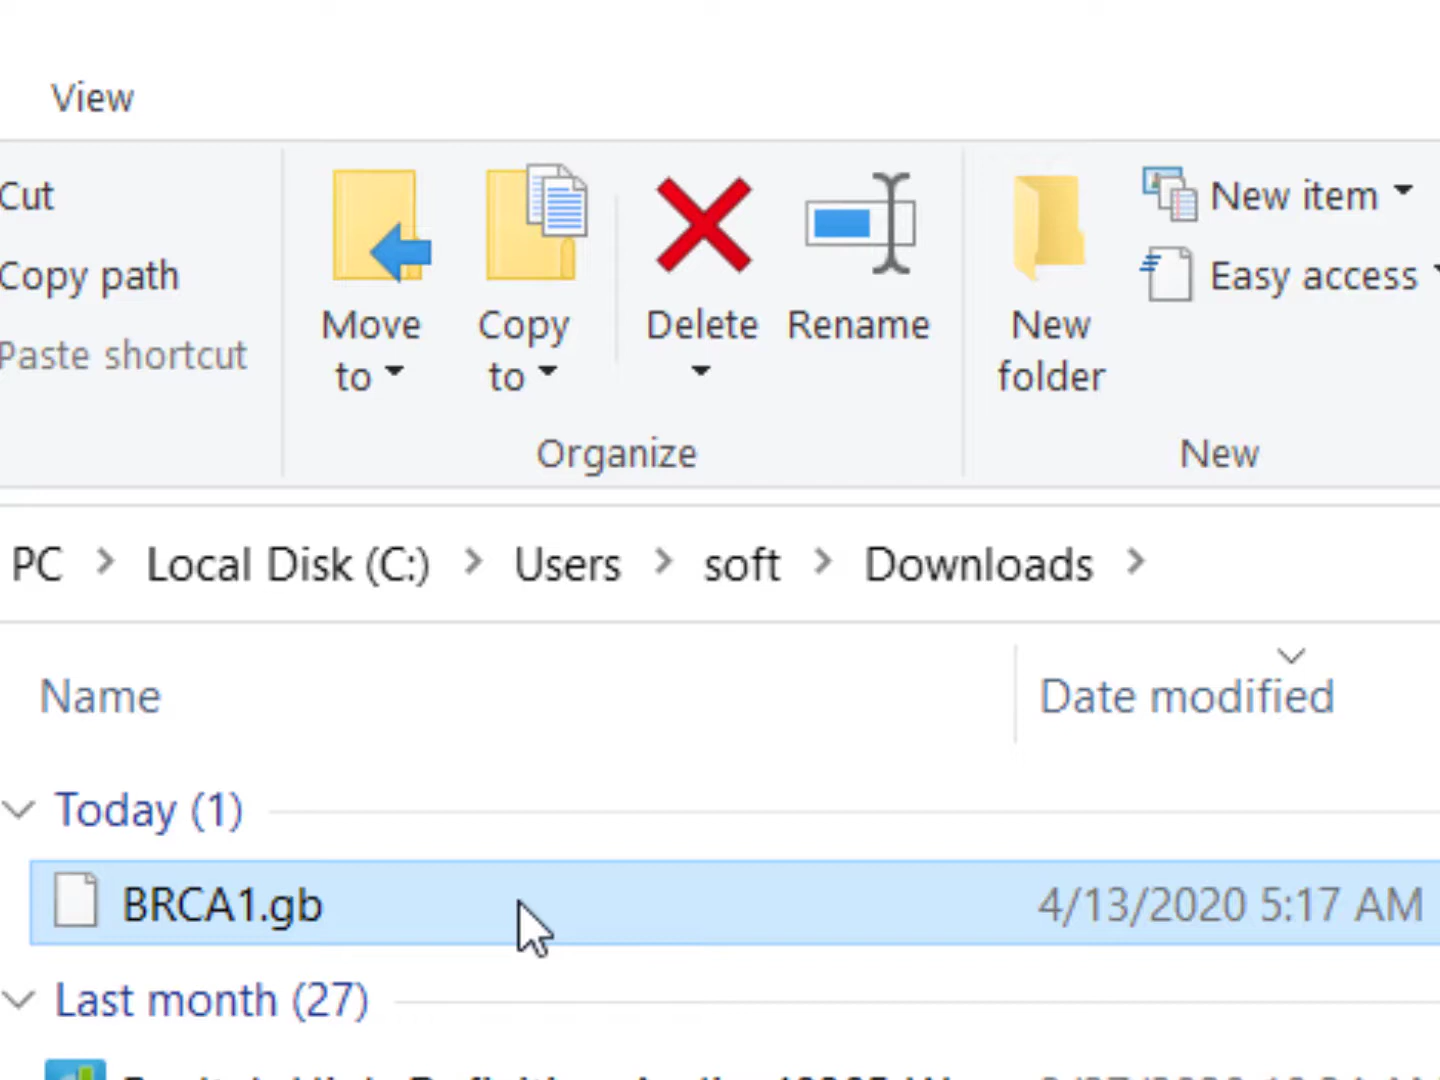 View
Cut
Copy path
Paste shortcut
Move to
Copy to
Delete
Rename
Organize
New folder
New item
Easy access
New
PC > Local Disk (C:) > Users > soft > Downloads >
Name
Date modified
Today (1)
BRCA1.gb 4/13/2020 5:17 AM
Last month (27)